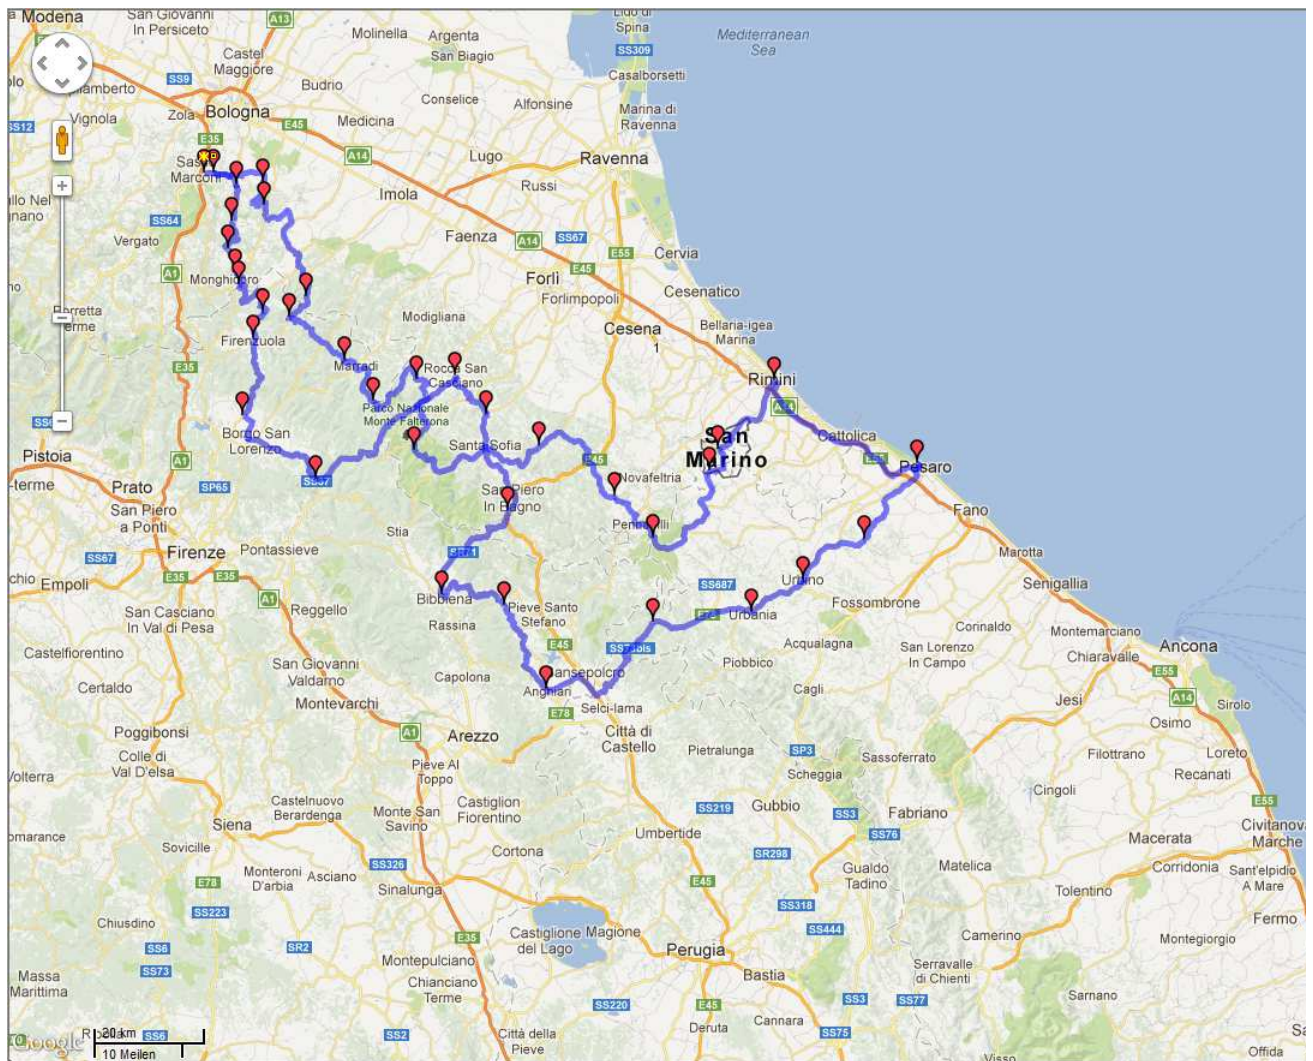 Modena
San Giovanni
In Persiceto
A13
Molinella
Argenta
San Biagio
Lido di
Spina
SS309
Mediterranean
Sea
Castel
Maggiore
SS9
Budrio
Conselice
Alfonsine
Casalborsetti
Marina di
Ravenna
Vignola
Zola
Bologna
E45
Medicina
SS12
E35
A14
Lugo
Ravenna
Marconi
Imola
Russi
SS64
Vergato
Faenza
A14
SS67
E55
Cervia
A1
Monghidoro
E45
Forlì
Forlimpopoli
Cesenatico
Terme
Firenzuola
Modigliana
Cesena
1
Bellaria-igea
Marina
E35
Marradi
Rocca San
Casciano
Rimini
Parco Nazionale
Monte Falterona
A14
Borgo San
Lorenzo
Santa Sofia
E45
San
Marino
Cattolica
Pesaro
Pistoia
A1
Prato
SP65
Novafeltria
San Piero
In Bagno
Fano
San Piero
a Ponti
Stia
Marotta
SS67
Firenze
Pontassieve
SR71
SS687
Urbino
Senigallia
Empoli
E35
E35
A1
Bibbiena
Pieve Santo
Stefano
Urbania
Fossombrone
San Casciano
In Val di Pesa
Reggello
Rassina
Acqualagna
Corinaldo
Montemarciano
Ancona
Castelfiorentino
E45
San Lorenzo
In Campo
Chiaravalle
E55
San Giovanni
Valdarno
Capolona
Sansepolcro
Piobbico
Certaldo
Montevarchi
Anghiari
Cagli
Jesi
A14
Sirolo
Selci-lama
E78
Osimo
Poggibonsi
A1
Arezzo
Città di
Castello
Pietralunga
SP3
Sassoferrato
Filottrano
Loreto
Colle di
Val D'elsa
Pieve Al
Toppo
Scheggia
Recanati
Volterra
Cingoli
Castelnuovo
Berardenga
Monte San
Savino
Castiglion
Fiorentino
SS219
Gubbio
SS3
Fabriano
E55
Siena
Umbertide
SS76
Macerata
Civitanova
Marche
Sovicille
Cortona
SR298
Matelica
Corridonia
SS326
Gualdo
Tadino
Monteroni
D'arbia
Asciano
Sinalunga
E45
Sant'elpidio
A Mare
E78
Tolentino
SS223
SS318
Chiusdino
Castiglione
del Lago
Magione
SS444
Camerino
Fermo
SS6
SR2
E35
Perugia
Montegiorgio
SS73
Montepulciano
Bastia
Serravalle
di Chienti
Massa
Marittima
Chianciano
Terme
SS3
SS77
Sarnano
SS220
E45
20 km
SS6
SS2
Città della
Pieve
Deruta
Cannara
SS75
Google
10 Meilen
Visso
Offida